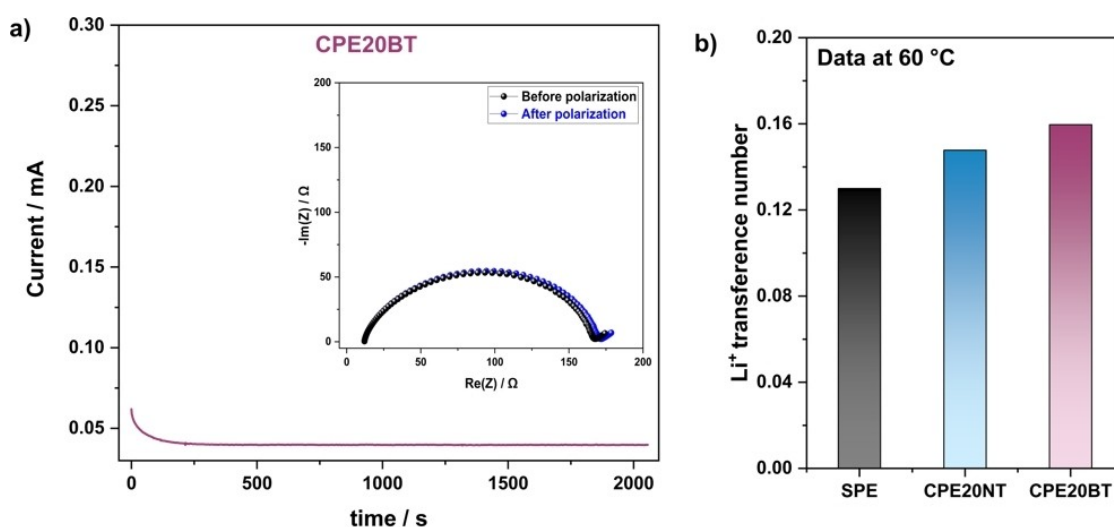 a)
CPE20BT
Current / mA
0.30
0.25
0.20
0.15
0.10
0.05
0
500
1000
1500
2000
time / s
Before polarization
After polarization
-Im(Z) / Ω
200
150
100
50
0
0
50
100
150
200
Re(Z) / Ω
b)
Data at 60 °C
Li⁺ transference number
0.20
0.16
0.12
0.08
0.04
0.00
SPE
CPE20NT
CPE20BT